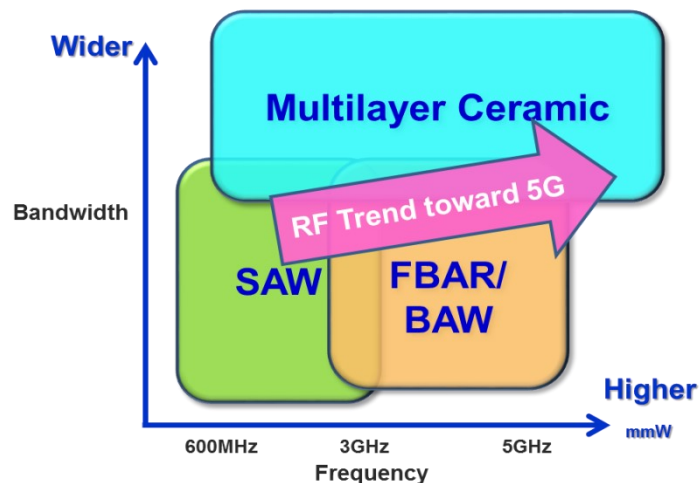 Wider
Multilayer Ceramic
RF Trend toward 5G
Bandwidth
SAW
FBAR/
BAW
Higher
mmW
600MHz 3GHz 5GHz
Frequency